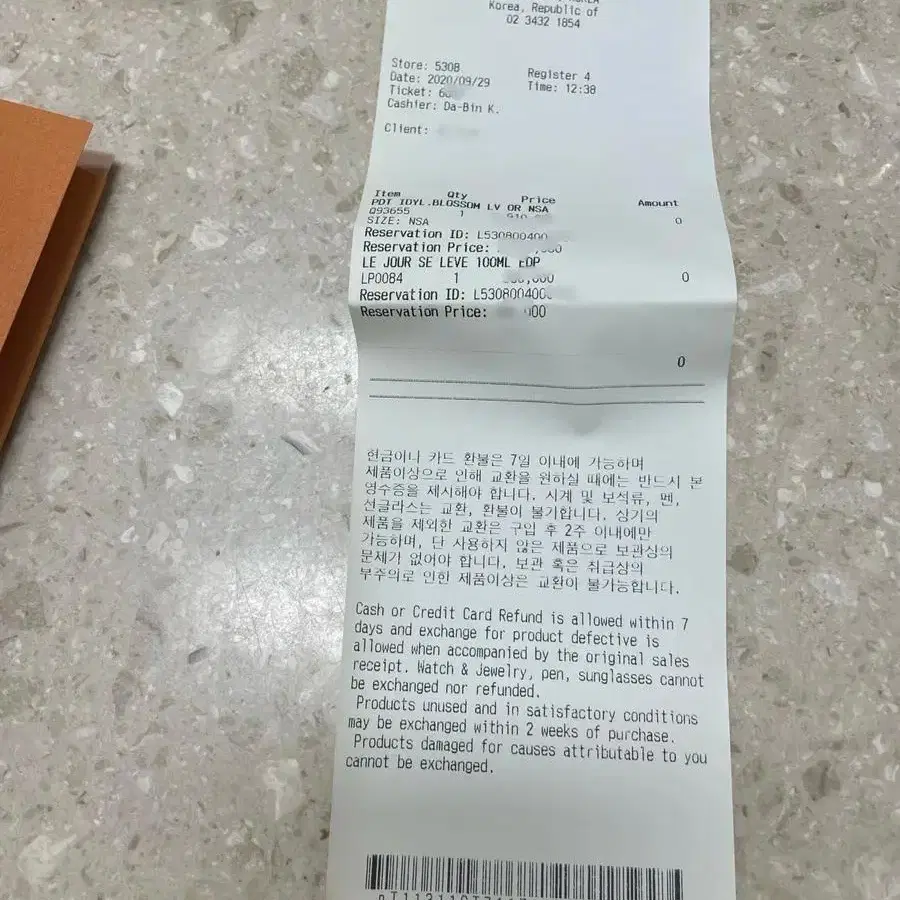 Korea, Republic of
02 3432 1854
Store: 5308 Register 4
Date: 2020/09/29 Time: 12:38
Ticket:
Cashier: Da-Bin K.
Client:
Item Qty Price Amount
PDT IDYL.BLOSSOM LV OR NSA
Q93655 1 0
SIZE: NSA
Reservation ID: L530800400
Reservation Price:
LE JOUR SE LEVE 100ML EDP
LP0084 1 0
Reservation ID: L530800400
Reservation Price:
0
현금이나 카드 환불은 7일 이내에 가능하며
제품이상으로 인해 교환을 원하실 때에는 반드시 본
영수증을 제시해야 합니다. 시계 및 보석류, 펜,
선글라스는 교환, 환불이 불가합니다. 상기의
제품을 제외한 교환은 구입 후 2주 이내에만
가능하며, 단 사용하지 않은 제품으로 보관상의
문제가 없어야 합니다. 보관 혹은 취급상의
부주의로 인한 제품이상은 교환이 불가능합니다.
Cash or Credit Card Refund is allowed within 7
days and exchange for product defective is
allowed when accompanied by the original sales
receipt. Watch & Jewelry, pen, sunglasses cannot
be exchanged nor refunded.
Products unused and in satisfactory conditions
may be exchanged within 2 weeks of purchase.
Products damaged for causes attributable to you
cannot be exchanged.